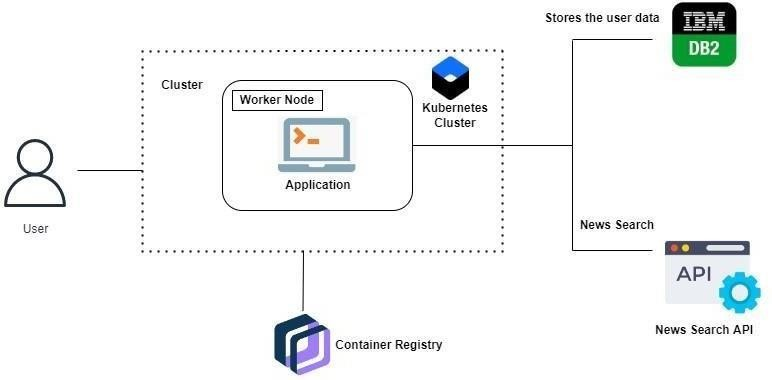 Stores the user data
IBM
DB2
Cluster
Worker Node
Kubernetes
Cluster
Application
User
News Search
API
News Search API
Container Registry